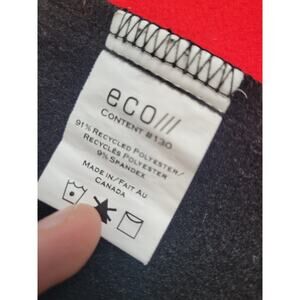 eco///
CONTENT #130
91% RECYCLED POLYESTER/
RECYCLÉS POLYESTER
9% SPANDEX
MADE IN/FAIT AU
CANADA